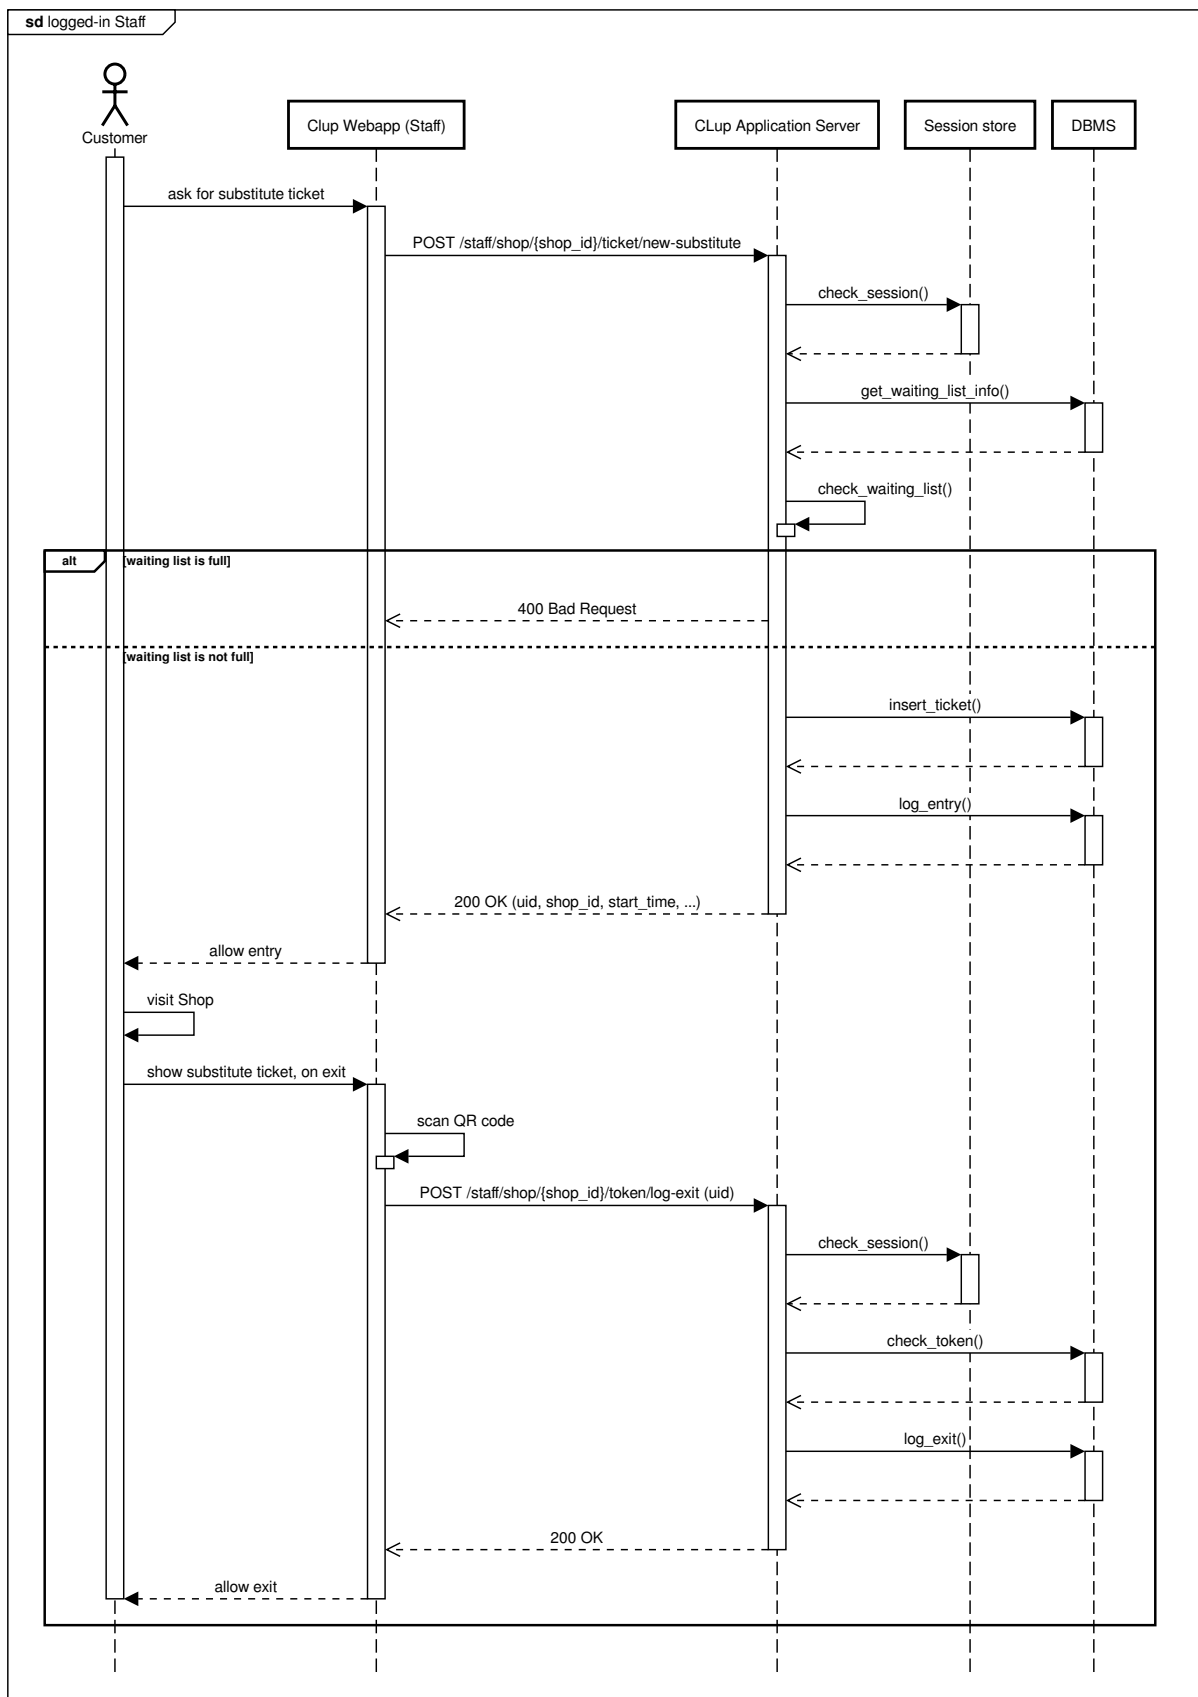 sd logged-in Staff
Customer
Clup Webapp (Staff)
CLup Application Server
Session store
DBMS
ask for substitute ticket
POST /staff/shop/{shop_id}/ticket/new-substitute
check_session()
get_waiting_list_info()
check_waiting_list()
alt
[waiting list is full]
400 Bad Request
[waiting list is not full]
insert_ticket()
log_entry()
200 OK (uid, shop_id, start_time, ...)
allow entry
visit Shop
show substitute ticket, on exit
scan QR code
POST /staff/shop/{shop_id}/token/log-exit (uid)
check_session()
check_token()
log_exit()
200 OK
allow exit